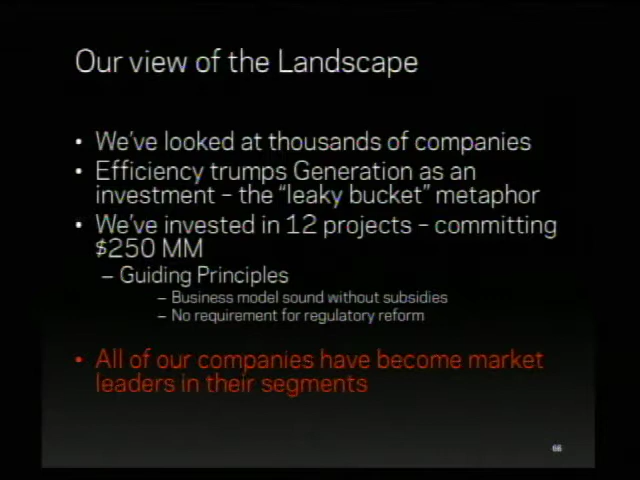 Our view of the Landscape
• We've looked at thousands of companies
• Efficiency trumps Generation as an
investment – the "leaky bucket" metaphor
• We've invested in 12 projects – committing
$250 MM
– Guiding Principles
– Business model sound without subsidies
– No requirement for regulatory reform
• All of our companies have become market
leaders in their segments
66